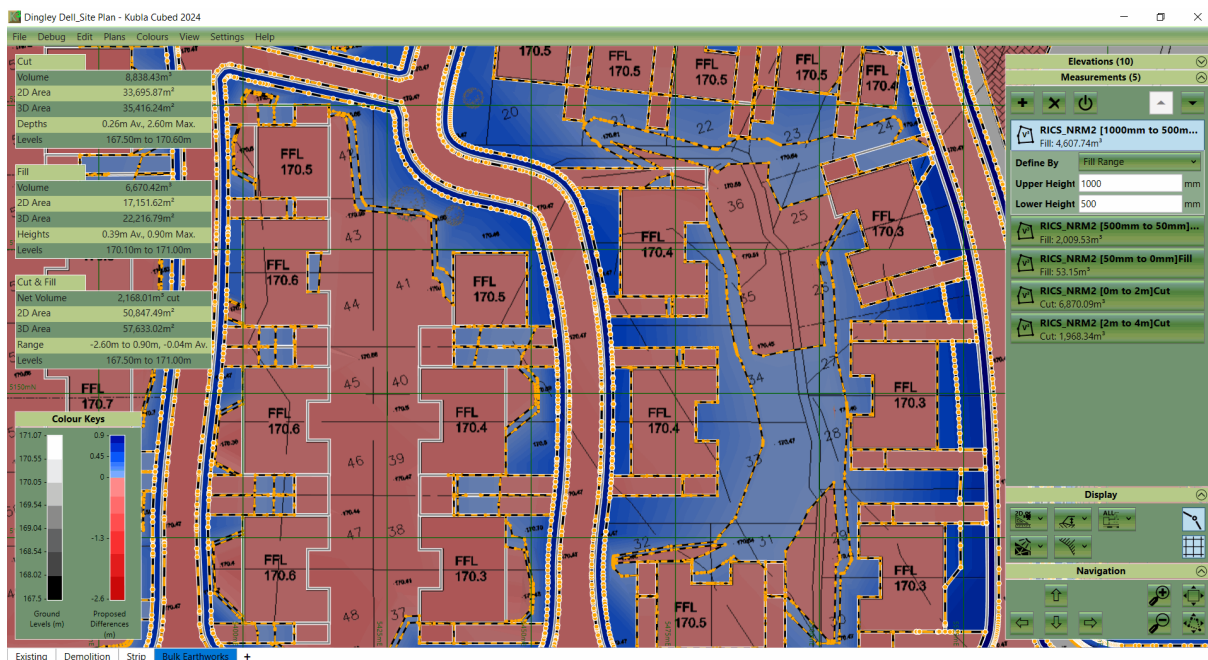 Dingley Dell_Site Plan - Kubla Cubed 2024
File Debug Edit Plans Colours View Settings Help
Cut
Volume 8,838.43m³
2D Area 33,695.87m²
3D Area 35,416.24m²
Depths 0.26m Av, 2.60m Max.
Levels 167.50m to 170.60m
Fill
Volume 6,670.42m³
2D Area 17,151.62m²
3D Area 22,216.79m²
Heights 0.39m Av., 0.90m Max.
Levels 170.10m to 171.00m
Cut & Fill
Net Volume 2,168.01m³ cut
2D Area 50,847.49m²
3D Area 57,633.02m²
Range -2.60m to 0.90m, -0.04m Av.
Levels 167.50m to 171.00m
FFL
170.7
Colour Keys
171.07
170.55
170.05
169.54
169.04
168.54
168.02
167.5
Ground
Levels (m)
0.9
0.45
0
-1.3
-2.6
Proposed
Differences
(m)
170.5
FFL
170.5
FFL
170.5
FFL
170.5
FFL
170.4
20
21
22
23
24
FFL
170.5
43
FFL
170.6
44
41
FFL
170.5
45
40
FFL
170.6
FFL
170.4
46
39
47
38
FFL
170.6
FFL
170.3
48
37
36
25
FFL
170.4
FFL
170.3
35
34
27
FFL
170.4
FFL
170.3
33
28
32
31
FFL
170.5
FFL
170.3
30
Elevations (10)
Measurements (5)
RICS_NRM2 [1000mm to 500m...
Fill: 4,607.74m³
Define By Fill Range
Upper Height 1000 mm
Lower Height 500 mm
RICS_NRM2 [500mm to 50mm]...
Fill: 2,009.53m³
RICS_NRM2 [50mm to 0mm]Fill
Fill: 53.15m³
RICS_NRM2 [0m to 2m]Cut
Cut: 6,870.09m³
RICS_NRM2 [2m to 4m]Cut
Cut: 1,968.34m³
Display
2D
ALL
Navigation
Existing Demolition Strip Bulk Earthworks +